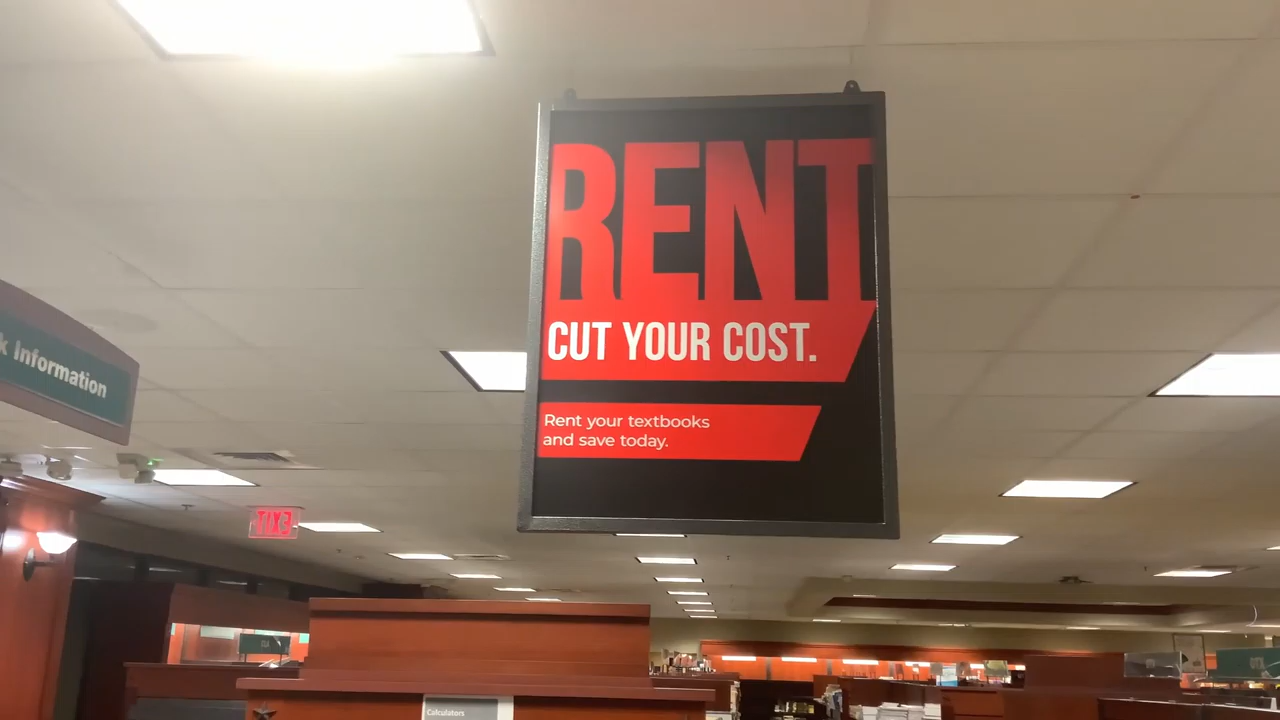 RENT
CUT YOUR COST.
Rent your textbooks
and save today.
k Information
EXIT
Calculators